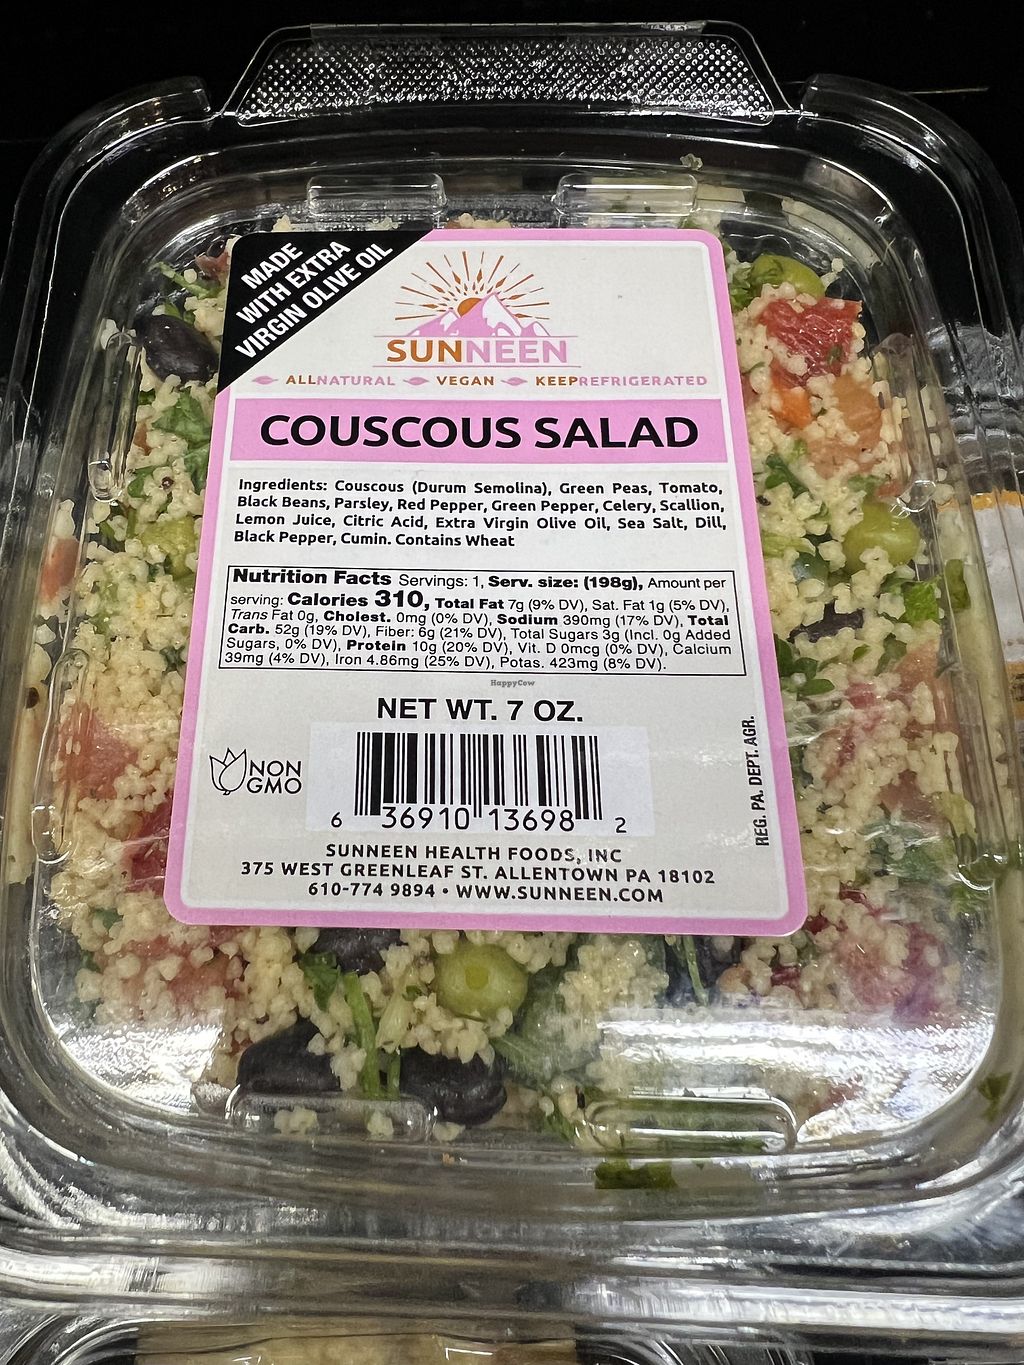 MADE
WITH EXTRA
VIRGIN OLIVE OIL
SUNNEEN
ALLNATURAL VEGAN KEEPREFRIGERATED
COUSCOUS SALAD
Ingredients: Couscous (Durum Semolina), Green Peas, Tomato,
Black Beans, Parsley, Red Pepper, Green Pepper, Celery, Scallion,
Lemon Juice, Citric Acid, Extra Virgin Olive Oil, Sea Salt, Dill,
Black Pepper, Cumin. Contains Wheat
Nutrition Facts Servings: 1, Serv. size: (198g), Amount per
serving: Calories 310, Total Fat 7g (9% DV), Sat. Fat 1g (5% DV),
Trans Fat 0g, Cholest. 0mg (0% DV), Sodium 390mg (17% DV), Total
Carb. 52g (19% DV), Fiber: 6g (21% DV), Total Sugars 3g (Incl. 0g Added
Sugars, 0% DV), Protein 10g (20% DV), Vit. D 0mcg (0% DV), Calcium
39mg (4% DV), Iron 4.86mg (25% DV), Potas. 423mg (8% DV).
HappyCow
NET WT. 7 OZ.
NON
GMO
6 36910 13698 2
REG. PA. DEPT. AGR.
SUNNEEN HEALTH FOODS, INC
375 WEST GREENLEAF ST. ALLENTOWN PA 18102
610-774 9894 • WWW.SUNNEEN.COM